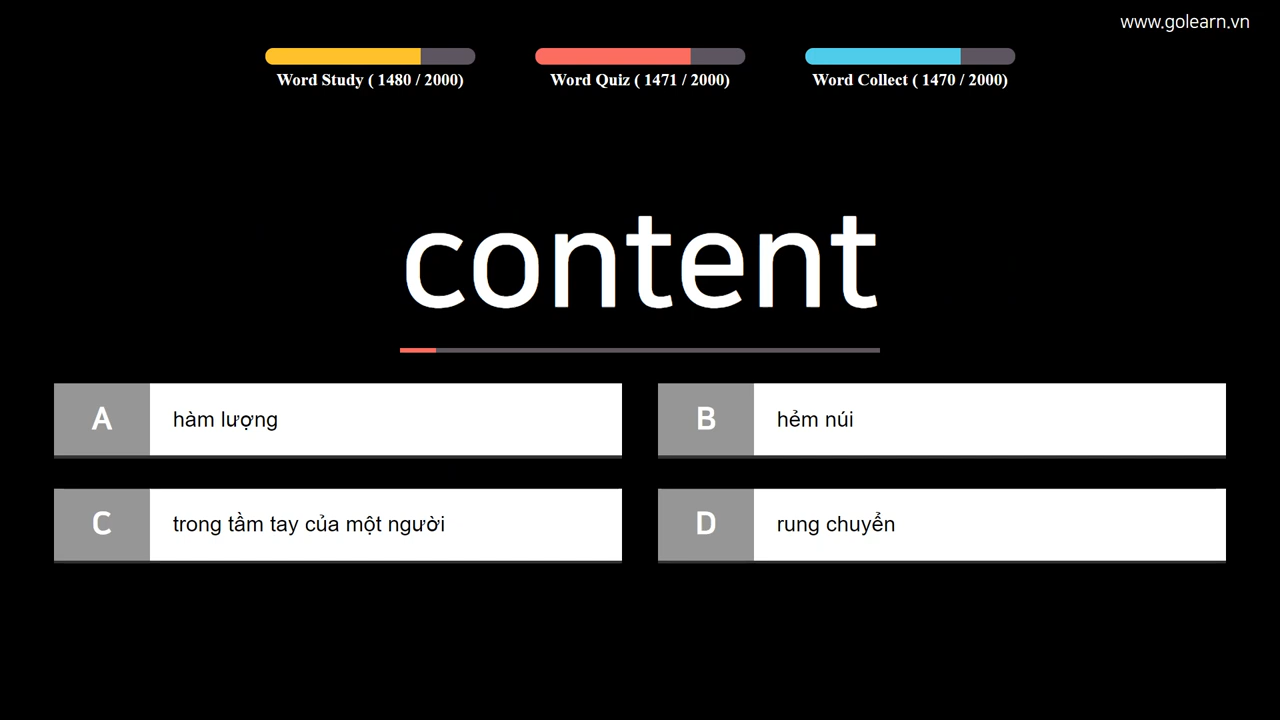 www.golearn.vn
Word Study ( 1480 / 2000)
Word Quiz ( 1471 / 2000)
Word Collect ( 1470 / 2000)
content
A hàm lượng
B hẻm núi
C trong tầm tay của một người
D rung chuyển